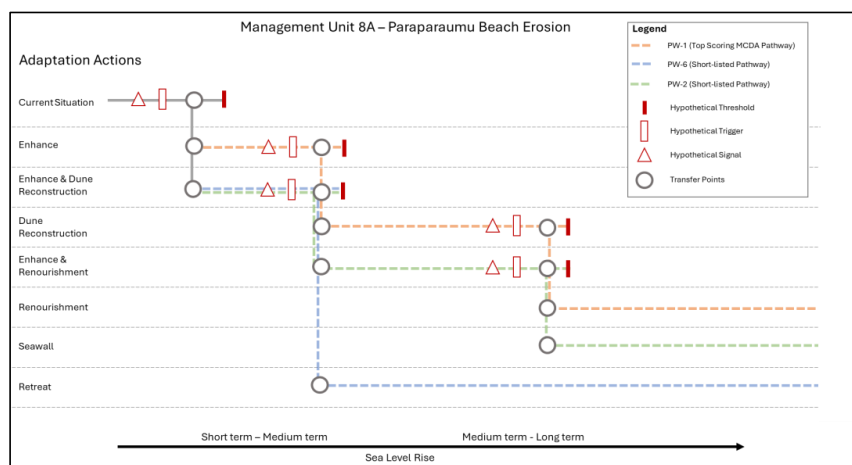 Management Unit 8A – Paraparaumu Beach Erosion
Legend
PW-1 (Top Scoring MCDA Pathway)
PW-6 (Short-listed Pathway)
PW-2 (Short-listed Pathway)
Hypothetical Threshold
Hypothetical Trigger
Hypothetical Signal
Transfer Points
Adaptation Actions
Current Situation
Enhance
Enhance & Dune
Reconstruction
Dune
Reconstruction
Enhance &
Renourishment
Renourishment
Seawall
Retreat
Short term – Medium term
Medium term - Long term
Sea Level Rise